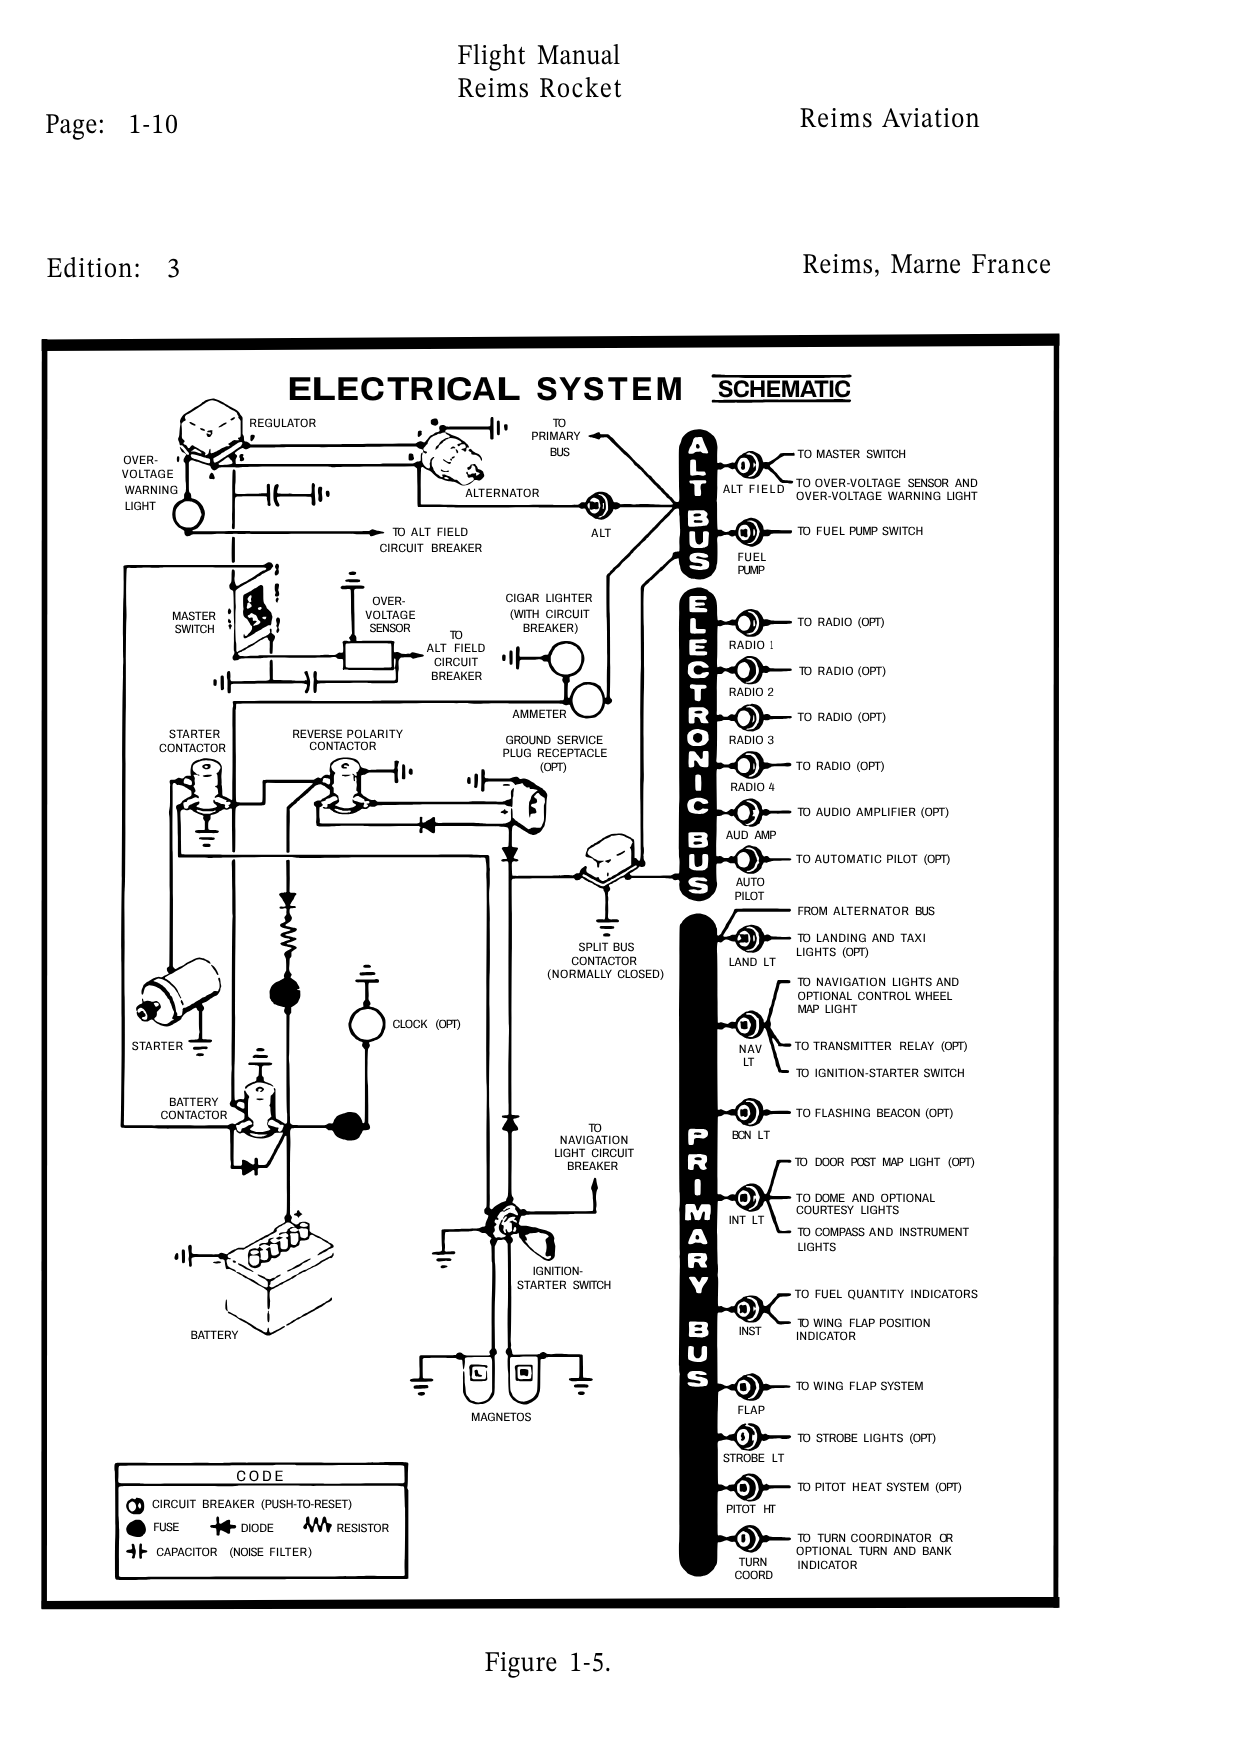 Flight Manual
Reims Rocket
Page: 1-10
Reims Aviation
Edition: 3
Reims, Marne France
ELECTRICAL SYSTEM SCHEMATIC
REGULATOR
OVER-
VOLTAGE
WARNING
LIGHT
ALTERNATOR
TO
PRIMARY
BUS
ALT
TO ALT FIELD
CIRCUIT BREAKER
MASTER
SWITCH
OVER-
VOLTAGE
SENSOR
TO
ALT FIELD
CIRCUIT
BREAKER
CIGAR LIGHTER
(WITH CIRCUIT
BREAKER)
AMMETER
STARTER
CONTACTOR
REVERSE POLARITY
CONTACTOR
GROUND SERVICE
PLUG RECEPTACLE
(OPT)
SPLIT BUS
CONTACTOR
(NORMALLY CLOSED)
STARTER
CLOCK (OPT)
BATTERY
CONTACTOR
TO
NAVIGATION
LIGHT CIRCUIT
BREAKER
IGNITION-
STARTER SWITCH
BATTERY
L
R
MAGNETOS
ALT BUS
ALT FIELD
TO MASTER SWITCH
TO OVER-VOLTAGE SENSOR AND
OVER-VOLTAGE WARNING LIGHT
FUEL
PUMP
TO FUEL PUMP SWITCH
ELECTRONIC BUS
RADIO 1
TO RADIO (OPT)
RADIO 2
TO RADIO (OPT)
RADIO 3
TO RADIO (OPT)
RADIO 4
TO RADIO (OPT)
AUD AMP
TO AUDIO AMPLIFIER (OPT)
AUTO
PILOT
TO AUTOMATIC PILOT (OPT)
PRIMARY BUS
FROM ALTERNATOR BUS
LAND LT
TO LANDING AND TAXI
LIGHTS (OPT)
NAV
LT
TO NAVIGATION LIGHTS AND
OPTIONAL CONTROL WHEEL
MAP LIGHT
TO TRANSMITTER RELAY (OPT)
TO IGNITION-STARTER SWITCH
BCN LT
TO FLASHING BEACON (OPT)
INT LT
TO DOOR POST MAP LIGHT (OPT)
TO DOME AND OPTIONAL
COURTESY LIGHTS
TO COMPASS AND INSTRUMENT
LIGHTS
INST
TO FUEL QUANTITY INDICATORS
TO WING FLAP POSITION
INDICATOR
FLAP
TO WING FLAP SYSTEM
STROBE LT
TO STROBE LIGHTS (OPT)
PITOT HT
TO PITOT HEAT SYSTEM (OPT)
TURN
COORD
TO TURN COORDINATOR OR
OPTIONAL TURN AND BANK
INDICATOR
CODE
CIRCUIT BREAKER (PUSH-TO-RESET)
FUSE DIODE RESISTOR
CAPACITOR (NOISE FILTER)
Figure 1-5.